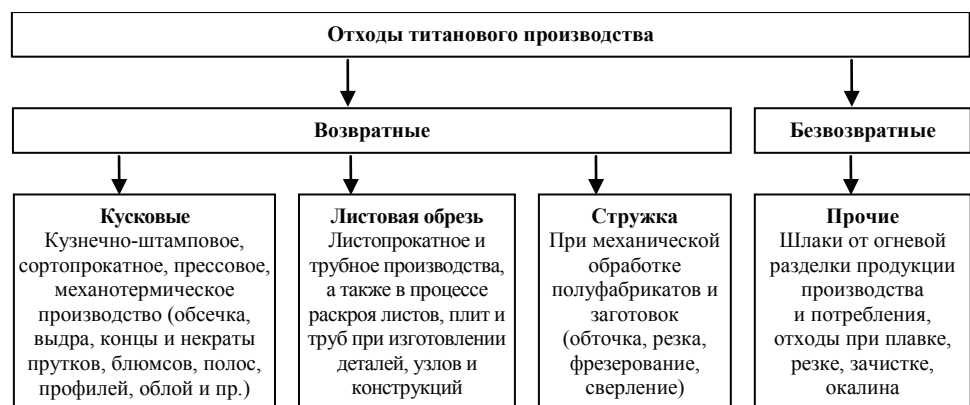 Отходы титанового производства
Возвратные
Безвозвратные
Кусковые
Кузнечно-штамповое,
сортопрокатное, прессовое,
механотермическое
производство (обсечка,
выдра, концы и некраты
прутков, блюмсов, полос,
профилей, облой и пр.)
Листовая обрезь
Листопрокатное и
трубное производства,
а также в процессе
раскроя листов, плит и
труб при изготовлении
деталей, узлов и
конструкций
Стружка
При механической
обработке
полуфабрикатов и
заготовок
(обточка, резка,
фрезерование,
сверление)
Прочие
Шлаки от огневой
разделки продукции
производства
и потребления,
отходы при плавке,
резке, зачистке,
окалина